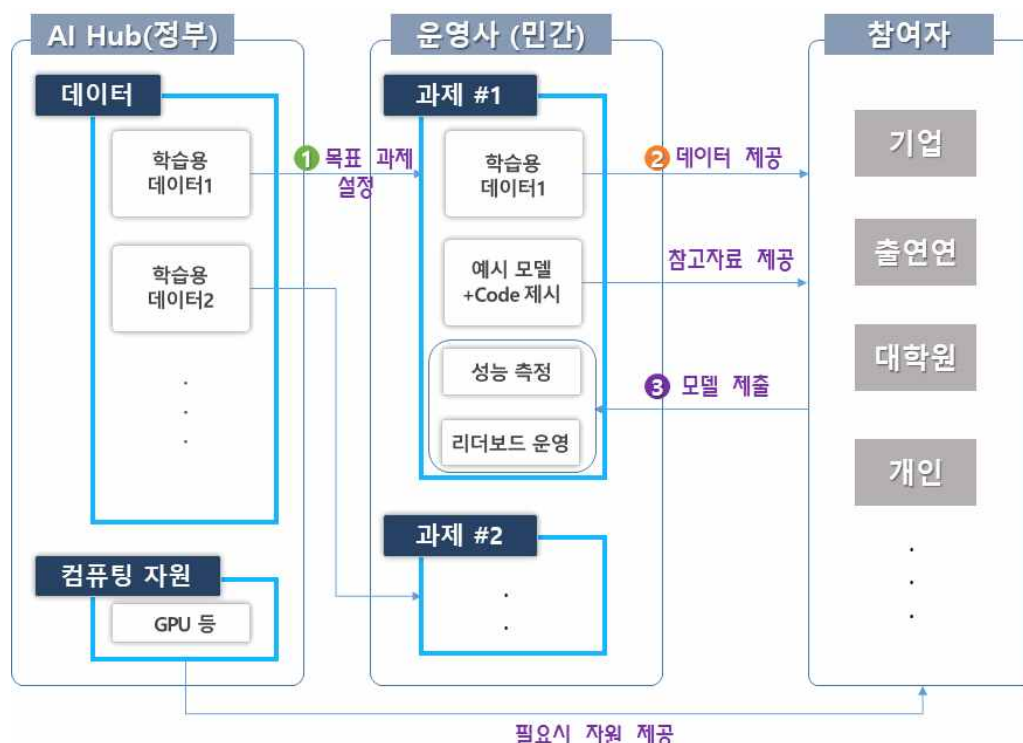 AI Hub(정부)
데이터
학습용
데이터1
학습용
데이터2
.
.
.
컴퓨팅 자원
GPU 등
❶ 목표 과제
설정
운영사 (민간)
과제 #1
학습용
데이터1
예시 모델
+Code 제시
성능 측정
리더보드 운영
과제 #2
.
.
❷ 데이터 제공
참고자료 제공
❸ 모델 제출
참여자
기업
출연연
대학원
개인
.
.
.
필요시 자원 제공